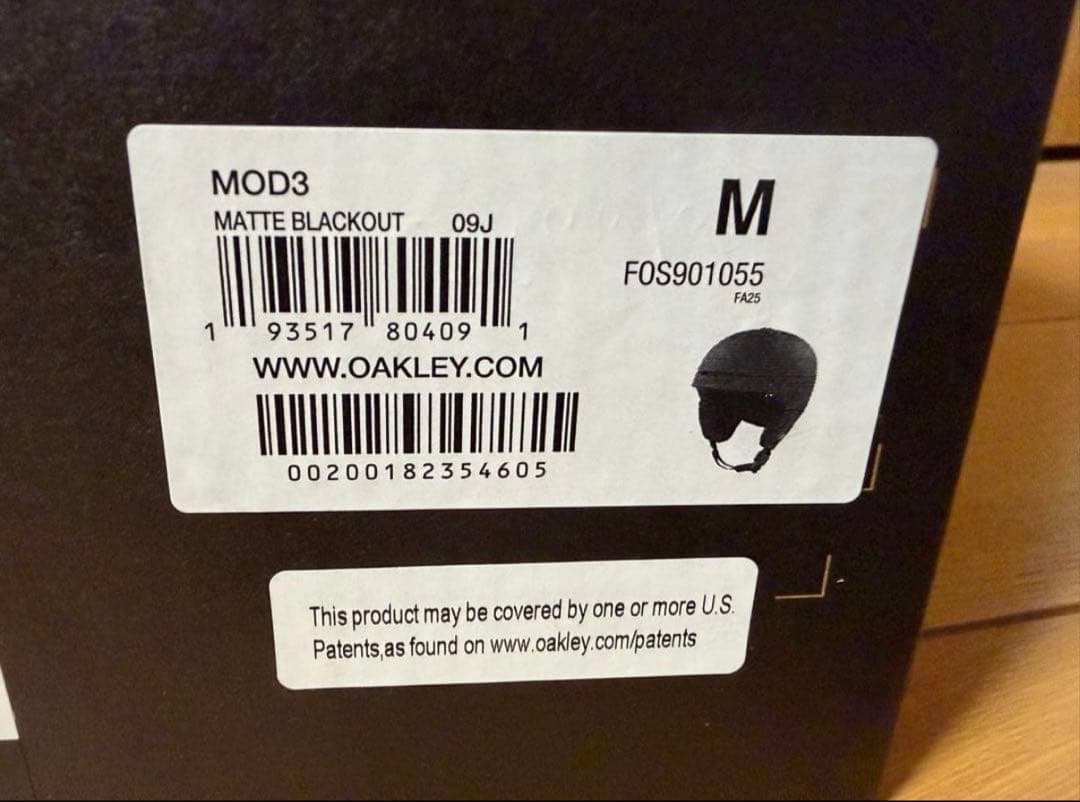 MOD3
MATTE BLACKOUT 09J
1 93517 80409 1
WWW.OAKLEY.COM
00200182354605
M
FOS901055
FA25
This product may be covered by one or more U.S.
Patents,as found on www.oakley.com/patents